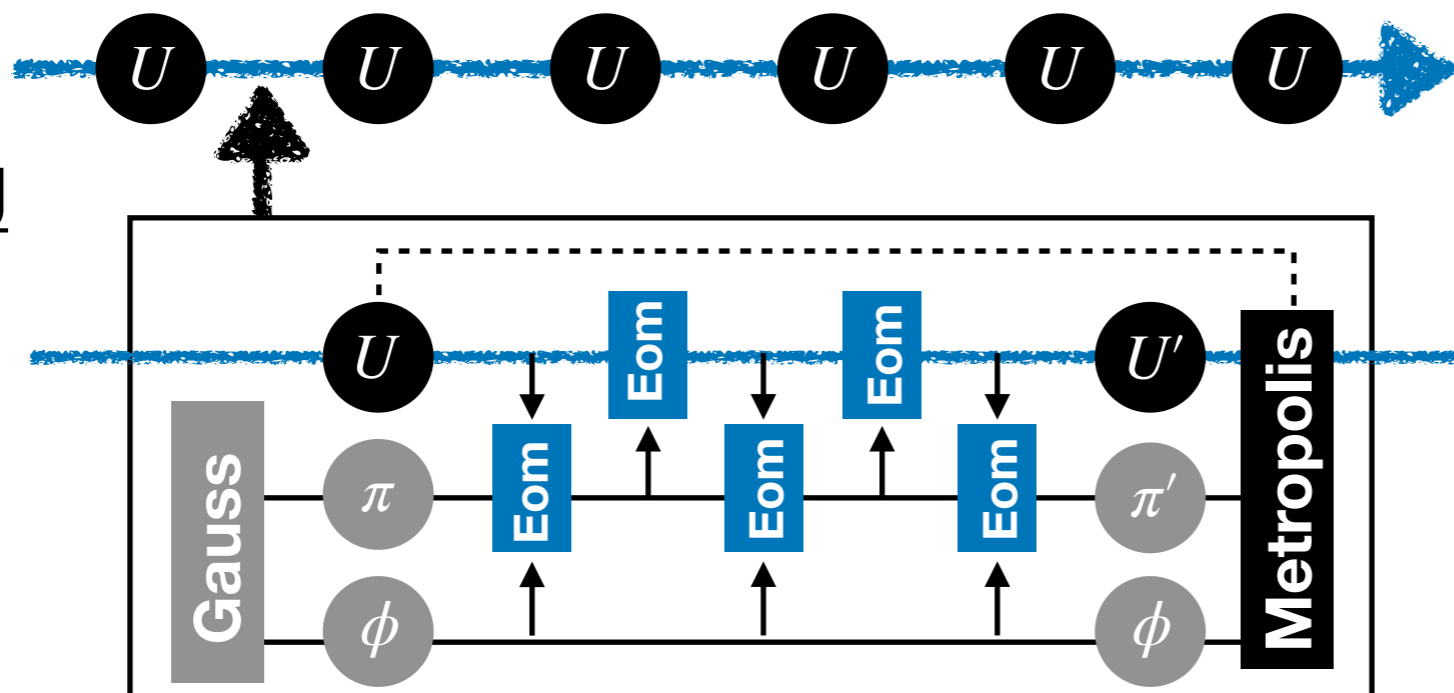 U U U U U U
U Eom Eom U′
Gauss π Eom Eom Eom π′ Metropolis
ϕ ϕ